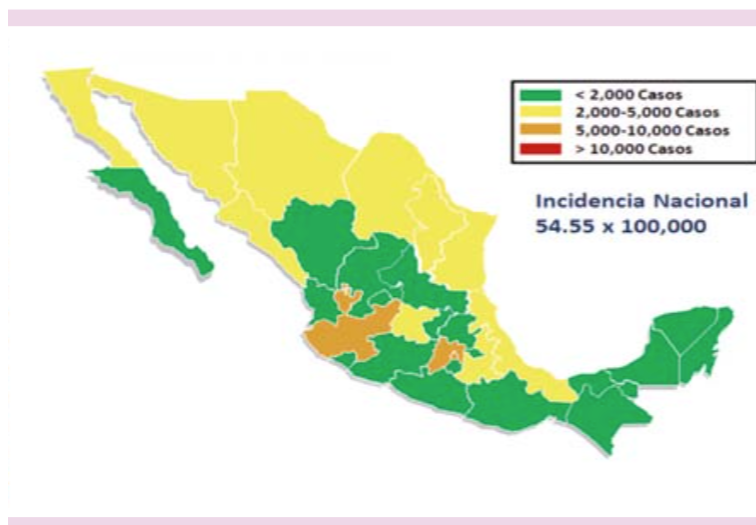 < 2,000 Casos
2,000-5,000 Casos
5,000-10,000 Casos
> 10,000 Casos
Incidencia Nacional
54.55 x 100,000